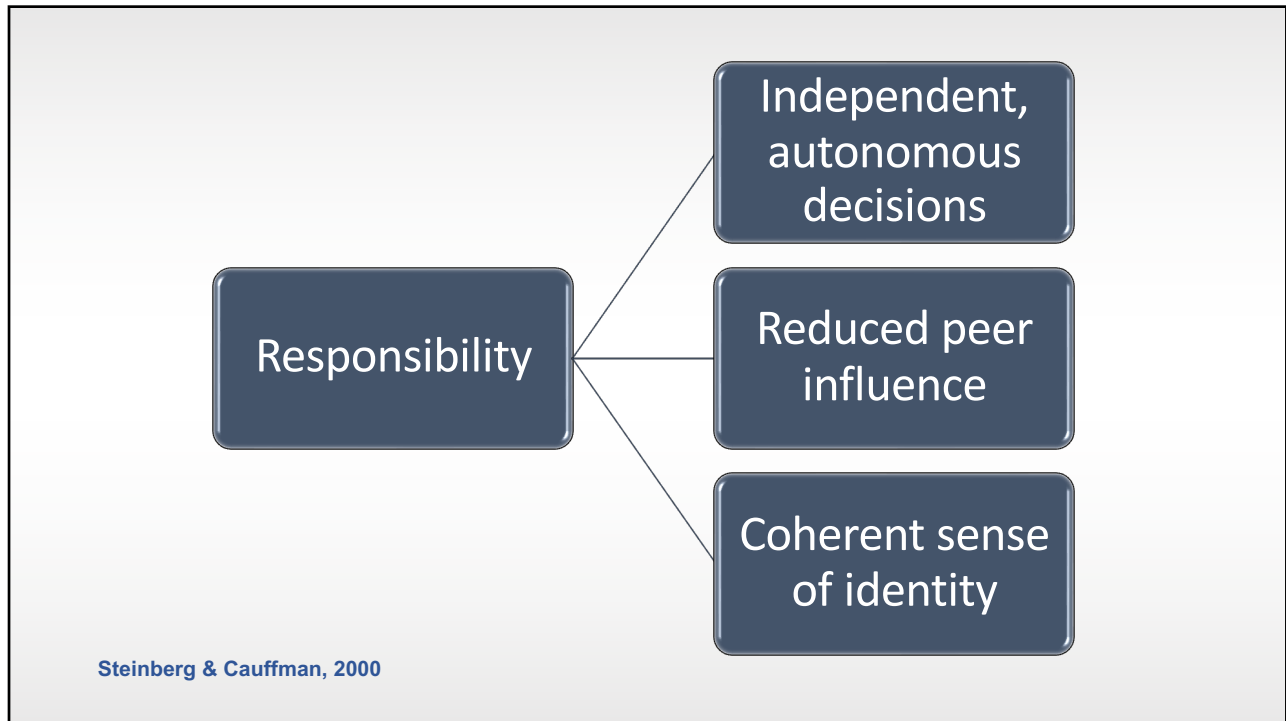 Responsibility
Independent,
autonomous
decisions
Reduced peer
influence
Coherent sense
of identity
Steinberg & Cauffman, 2000